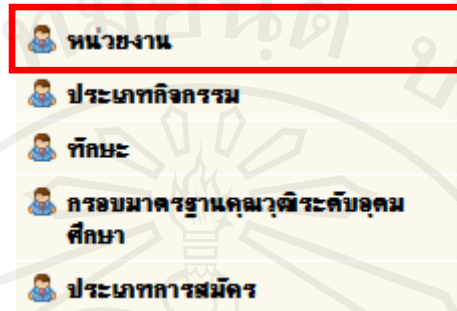 หน่วยงาน
ประเภทกิจกรรม
ทักษะ
กรอบมาตรฐานคุณวุฒิระดับอุดม
ศึกษา
ประเภทการสมัคร